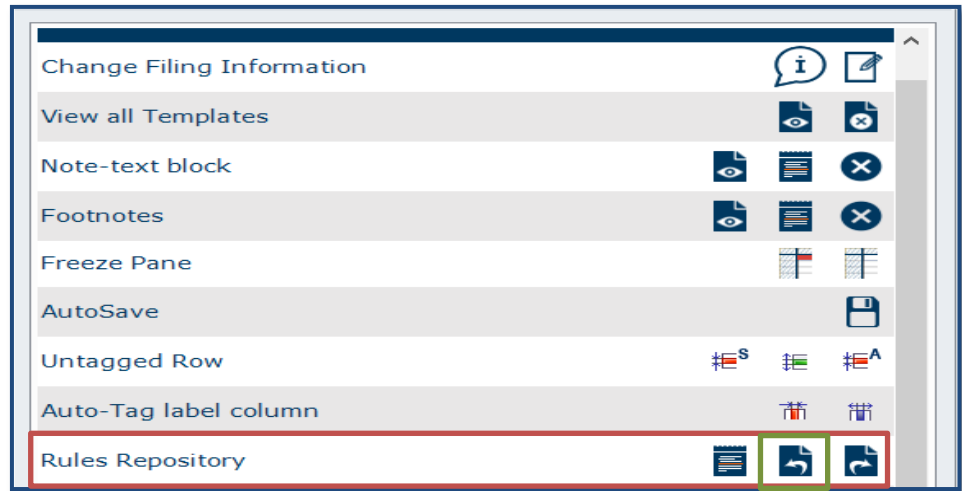 Change Filing Information i
View all Templates
Note-text block
Footnotes
Freeze Pane
AutoSave
Untagged Row S A
Auto-Tag label column
Rules Repository